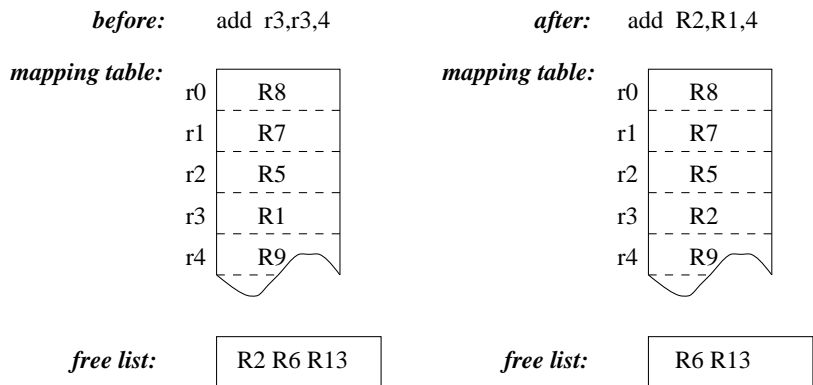 before: add r3,r3,4
after: add R2,R1,4
mapping table:
r0 R8
r1 R7
r2 R5
r3 R1
r4 R9
mapping table:
r0 R8
r1 R7
r2 R5
r3 R2
r4 R9
free list: R2 R6 R13
free list: R6 R13